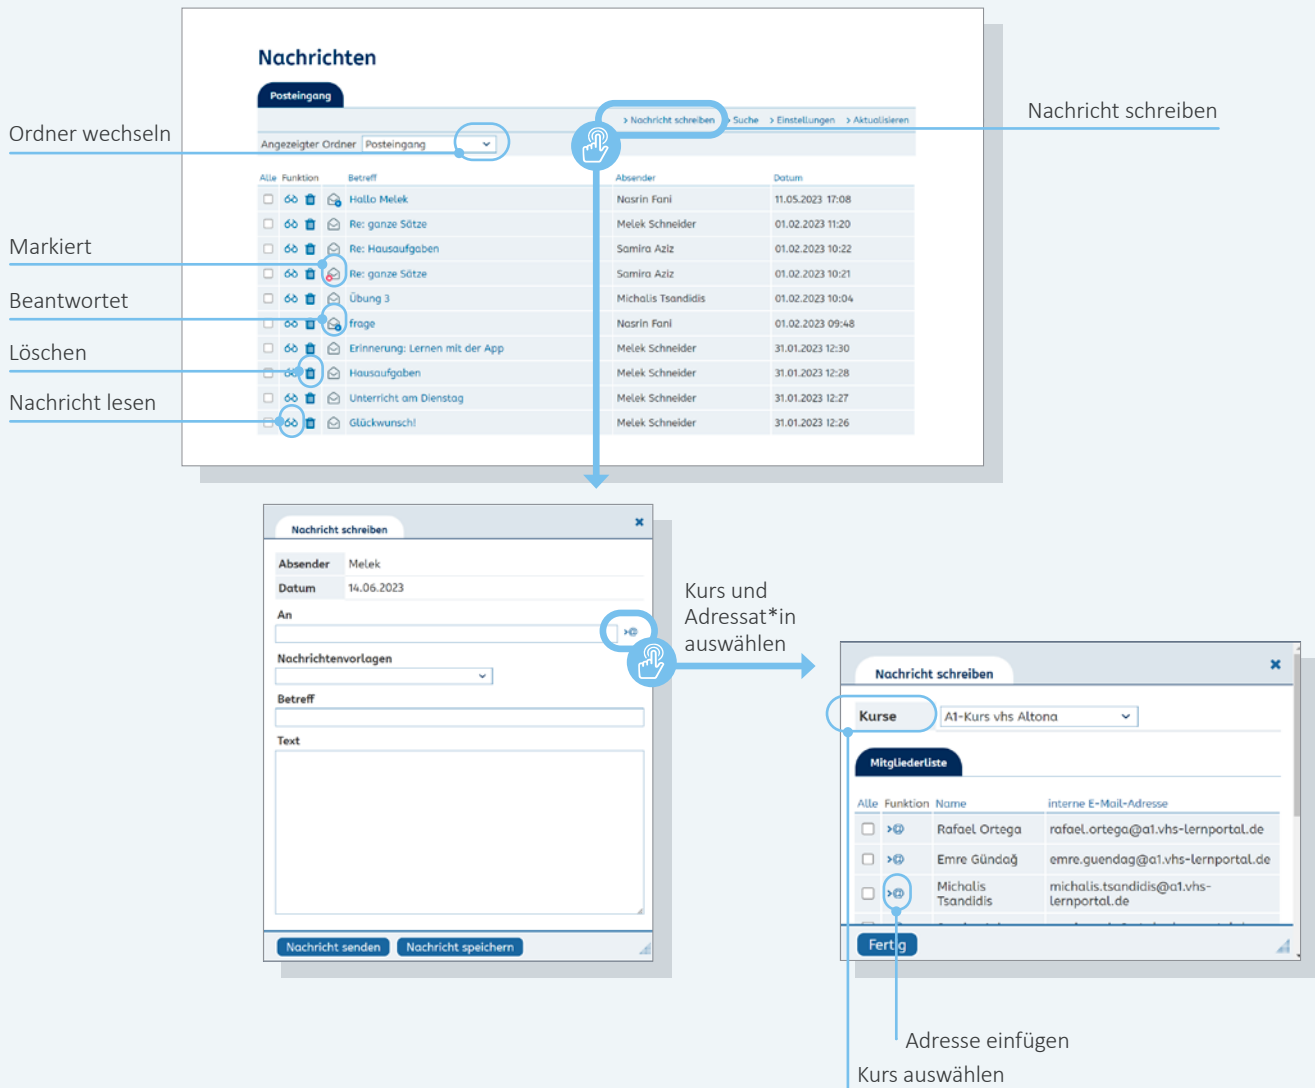 Nachrichten
Posteingang
> Nachricht schreiben > Suche > Einstellungen > Aktualisieren
Nachricht schreiben
Ordner wechseln
Angezeigter Ordner Posteingang
Alle Funktion Betreff Absender Datum
Hallo Melek Nasrin Fani 11.05.2023 17:08
Re: ganze Sätze Melek Schneider 01.02.2023 11:20
Markiert
Re: Hausaufgaben Samira Aziz 01.02.2023 10:22
Re: ganze Sätze Samira Aziz 01.02.2023 10:21
Beantwortet
Übung 3 Michalis Tsandidis 01.02.2023 10:04
frage Nasrin Fani 01.02.2023 09:48
Löschen
Erinnerung: Lernen mit der App Melek Schneider 31.01.2023 12:30
Hausaufgaben Melek Schneider 31.01.2023 12:28
Nachricht lesen
Unterricht am Dienstag Melek Schneider 31.01.2023 12:27
Glückwunsch! Melek Schneider 31.01.2023 12:26
Nachricht schreiben
Absender Melek
Datum 14.06.2023
An
>@
Nachrichtenvorlagen
Betreff
Text
Nachricht senden Nachricht speichern
Kurs und
Adressat*in
auswählen
Nachricht schreiben
Kurse A1-Kurs vhs Altona
Mitgliederliste
Alle Funktion Name interne E-Mail-Adresse
>@ Rafael Ortega rafael.ortega@a1.vhs-lernportal.de
>@ Emre Gündağ emre.guendag@a1.vhs-lernportal.de
>@ Michalis Tsandidis michalis.tsandidis@a1.vhs-
lernportal.de
Fertig
Adresse einfügen
Kurs auswählen